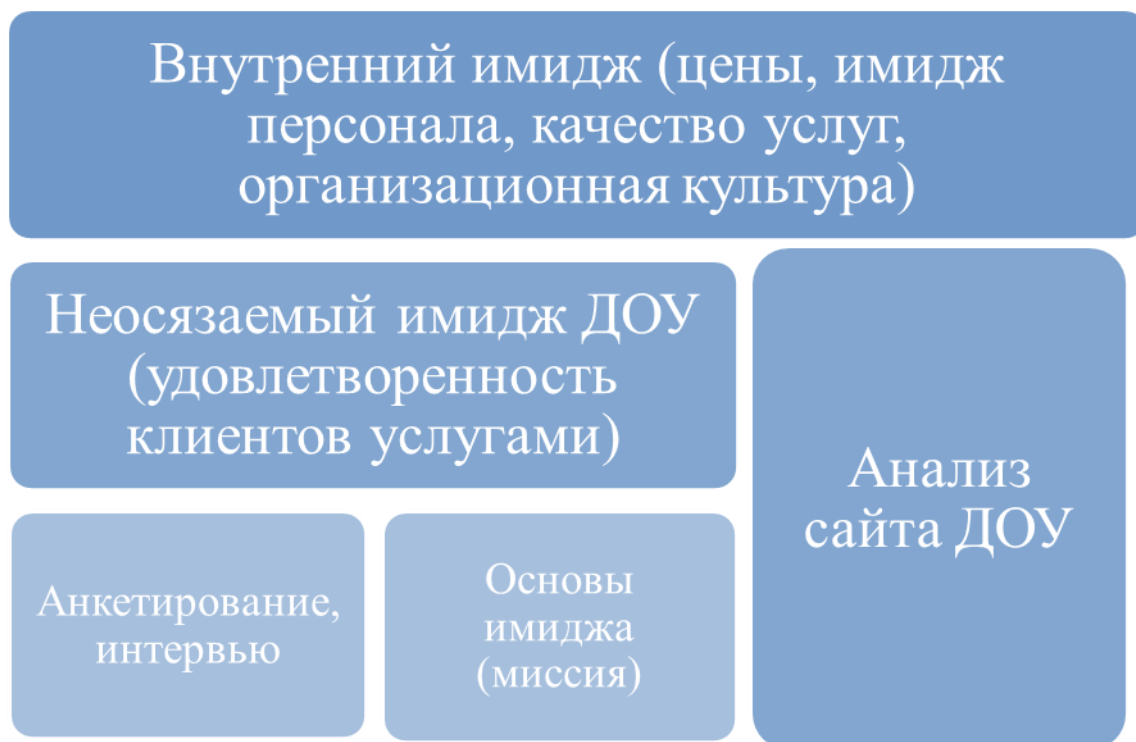 Внутренний имидж (цены, имидж
персонала, качество услуг,
организационная культура)
Неосязаемый имидж ДОУ
(удовлетворенность
клиентов услугами)
Анализ
сайта ДОУ
Анкетирование,
интервью
Основы
имиджа
(миссия)